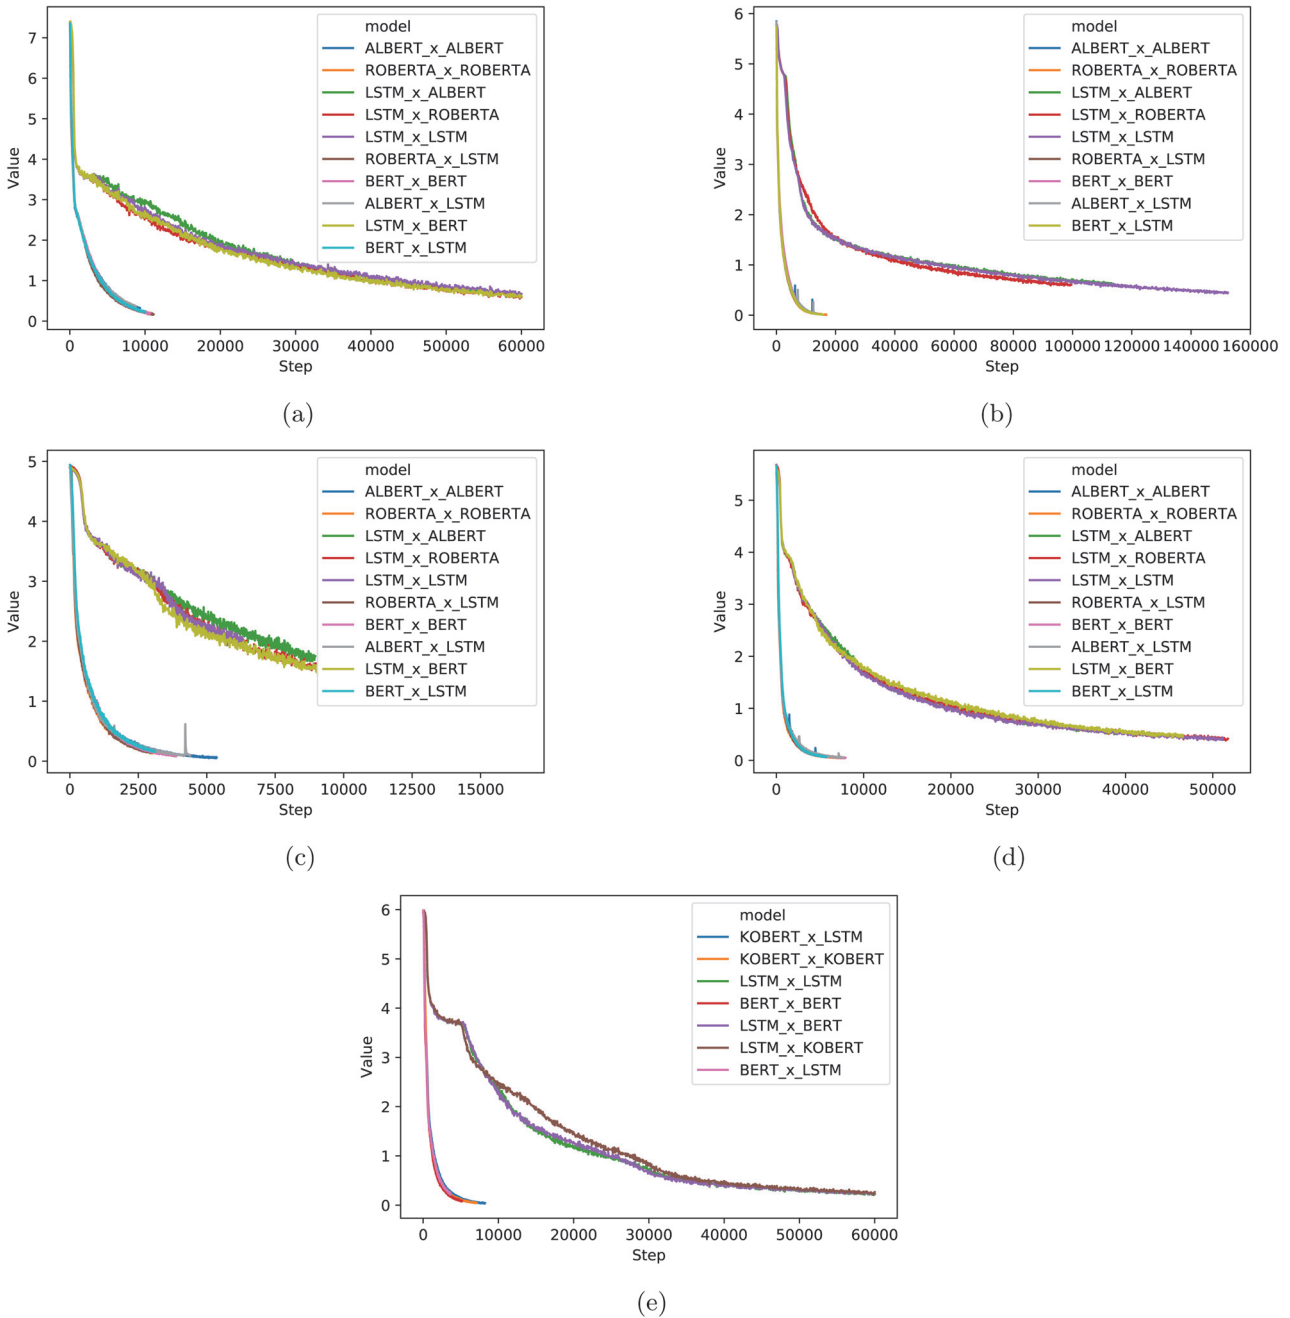 model
ALBERT_x_ALBERT
ROBERTA_x_ROBERTA
LSTM_x_ALBERT
LSTM_x_ROBERTA
LSTM_x_LSTM
ROBERTA_x_LSTM
BERT_x_BERT
ALBERT_x_LSTM
LSTM_x_BERT
BERT_x_LSTM
7
6
5
4
3
2
1
0
Value
0 10000 20000 30000 40000 50000 60000
Step
(a)
model
ALBERT_x_ALBERT
ROBERTA_x_ROBERTA
LSTM_x_ALBERT
LSTM_x_ROBERTA
LSTM_x_LSTM
ROBERTA_x_LSTM
BERT_x_BERT
ALBERT_x_LSTM
BERT_x_LSTM
6
5
4
3
2
1
0
Value
0 20000 40000 60000 80000 100000 120000 140000 160000
Step
(b)
model
ALBERT_x_ALBERT
ROBERTA_x_ROBERTA
LSTM_x_ALBERT
LSTM_x_ROBERTA
LSTM_x_LSTM
ROBERTA_x_LSTM
BERT_x_BERT
ALBERT_x_LSTM
LSTM_x_BERT
BERT_x_LSTM
5
4
3
2
1
0
Value
0 2500 5000 7500 10000 12500 15000
Step
(c)
model
ALBERT_x_ALBERT
ROBERTA_x_ROBERTA
LSTM_x_ALBERT
LSTM_x_ROBERTA
LSTM_x_LSTM
ROBERTA_x_LSTM
BERT_x_BERT
ALBERT_x_LSTM
LSTM_x_BERT
BERT_x_LSTM
5
4
3
2
1
0
Value
0 10000 20000 30000 40000 50000
Step
(d)
model
KOBERT_x_LSTM
KOBERT_x_KOBERT
LSTM_x_LSTM
BERT_x_BERT
LSTM_x_BERT
LSTM_x_KOBERT
BERT_x_LSTM
6
5
4
3
2
1
0
Value
0 10000 20000 30000 40000 50000 60000
Step
(e)